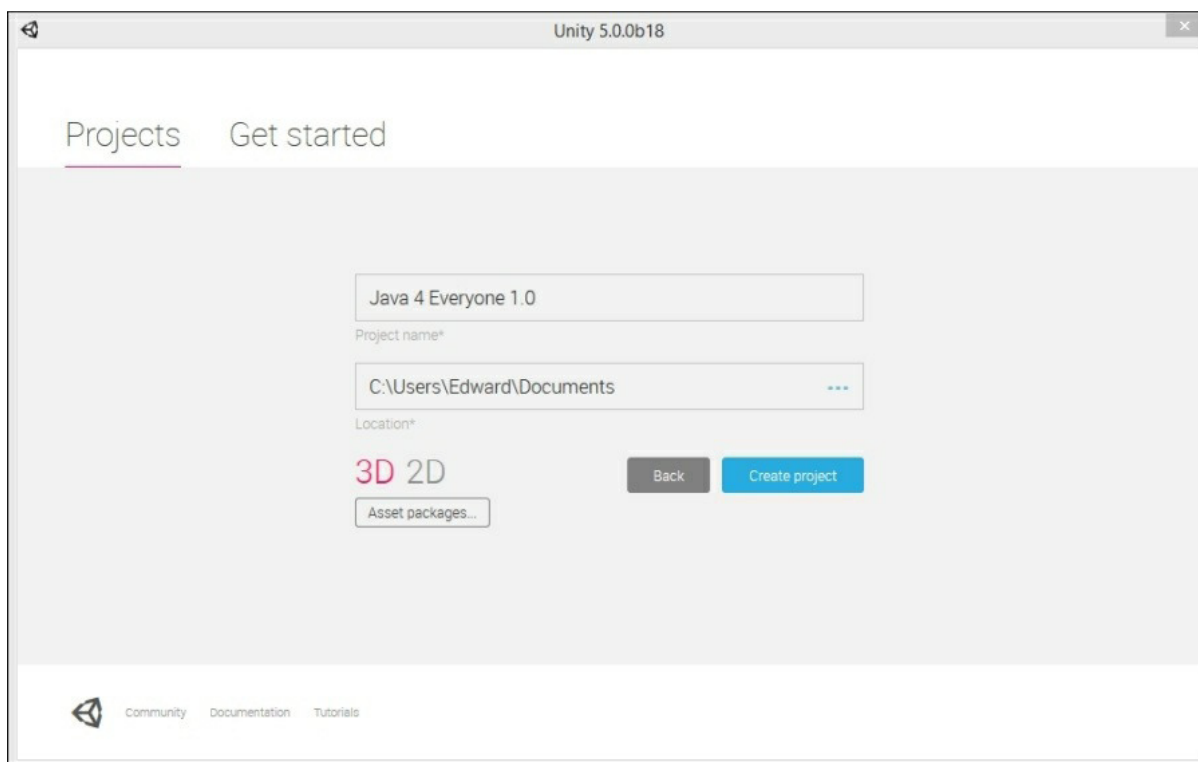 Unity 5.0.0b18
Projects Get started
Java 4 Everyone 1.0
Project name*
C:\Users\Edward\Documents
Location*
3D 2D Back Create project
Asset packages...
Community Documentation Tutorials